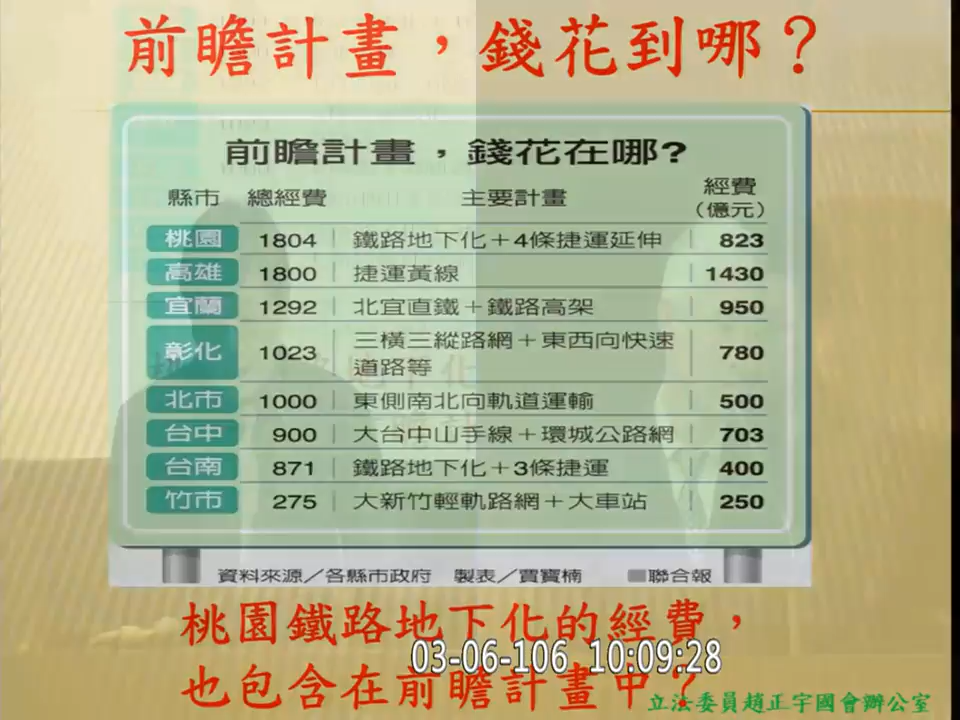 前瞻計畫，錢花到哪？
前瞻計畫，錢花在哪?
縣市 總經費 主要計畫 經費(億元)
桃園 1804 鐵路地下化＋4條捷運延伸 823
高雄 1800 捷運黃線 1430
宜蘭 1292 北宜直鐵＋鐵路高架 950
彰化 1023 三橫三縱路網＋東西向快速
道路等 780
北市 1000 東側南北向軌道運輸 500
台中 900 大台中山手線＋環城公路網 703
台南 871 鐵路地下化＋3條捷運 400
竹市 275 大新竹輕軌路網＋大車站 250
資料來源／各縣市政府 製表／賈寶楠 聯合報
桃園鐵路地下化的經費，
03-06-106 10:09:28
也包含在前瞻計畫中？
立法委員趙正宇國會辦公室